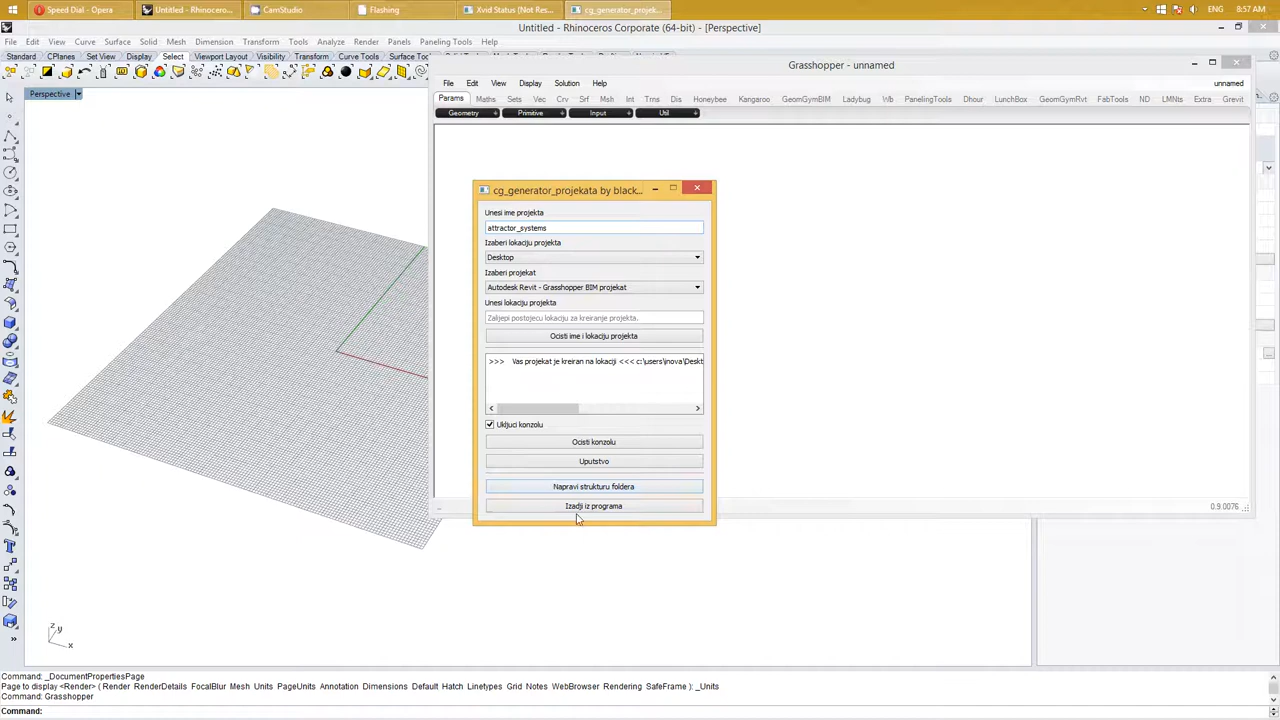 Speed Dial - Opera
Untitled - Rhinocero...
CamStudio
Flashing
Xvid Status (Not Res...
cg_generator_projek...
ENG
8:57 AM
Untitled - Rhinoceros Corporate (64-bit) - [Perspective]
File Edit View Curve Surface Solid Mesh Dimension Transform Tools Analyze Render Panels Paneling Tools Help
Standard CPlanes Set View Display Select Viewport Layout Visibility Transform Curve Tools Surface Too
Perspective
Grasshopper - unnamed
File Edit View Display Solution Help
unnamed
Params Maths Sets Vec Crv Srf Msh Int Trns Dis Honeybee Kangaroo GeomGymBIM Ladybug Wb PanelingTools Dhour LunchBox GeomGymRvt FabTools ND LMNts Extra Grevit
Geometry Primitive Input Util
cg_generator_projekata by black...
Unesi ime projekta
attractor_systems
Izaberi lokaciju projekta
Desktop
Izaberi projekat
Autodesk Revit - Grasshopper BIM projekat
Unesi lokaciju projekta
Zalijepi postojecu lokaciju za kreiranje projekta.
Ocisti ime i lokaciju projekta
>>> Vas projekat je kreiran na lokaciji <<< c:\users\inova\Deskt
Ukljuci konzolu
Ocisti konzolu
Uputstvo
Napravi strukturu foldera
Izadji iz programa
0.9.0076
z
y
x
Command: _DocumentPropertiesPage
Page to display <Render> ( Render RenderDetails FocalBlur Mesh Units PageUnits Annotation Dimensions Default Hatch Linetypes Grid Notes WebBrowser Rendering SafeFrame ): _Units
Command: Grasshopper
Command: